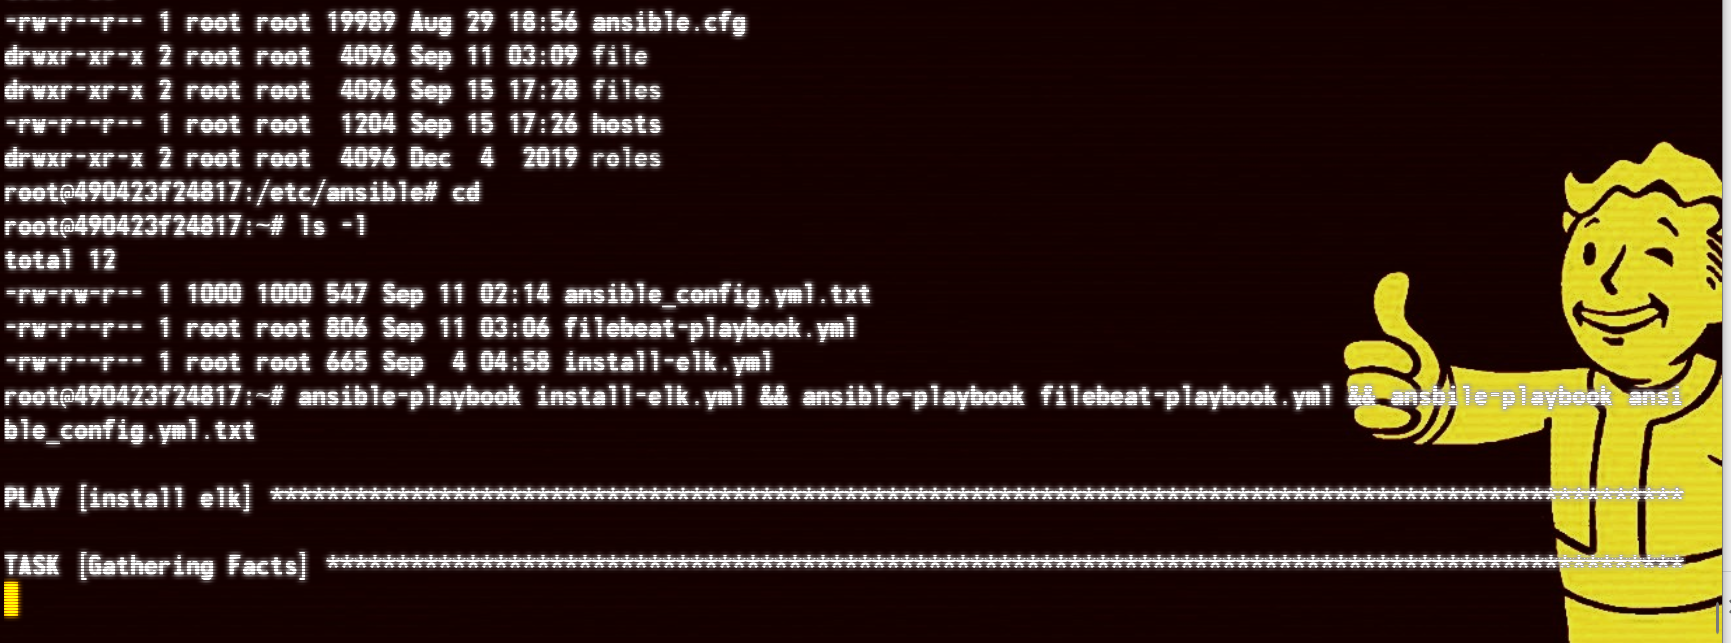 -rw-r--r-- 1 root root 19989 Aug 29 18:56 ansible.cfg
drwxr-xr-x 2 root root  4096 Sep 11 03:09 file
drwxr-xr-x 2 root root  4096 Sep 15 17:28 files
-rw-r--r-- 1 root root  1204 Sep 15 17:26 hosts
drwxr-xr-x 2 root root  4096 Dec  4  2019 roles
root@490423f24817:/etc/ansible# cd
root@490423f24817:~# ls -l
total 12
-rw-rw-r-- 1 1000 1000 547 Sep 11 02:14 ansible_config.yml.txt
-rw-r--r-- 1 root root 806 Sep 11 03:06 filebeat-playbook.yml
-rw-r--r-- 1 root root 665 Sep  4 04:58 install-elk.yml
root@490423f24817:~# ansible-playbook install-elk.yml && ansible-playbook filebeat-playbook.yml && ansbile-playbook ansi
ble_config.yml.txt
PLAY [install elk] *****************************************************************************************************
TASK [Gathering Facts] *************************************************************************************************